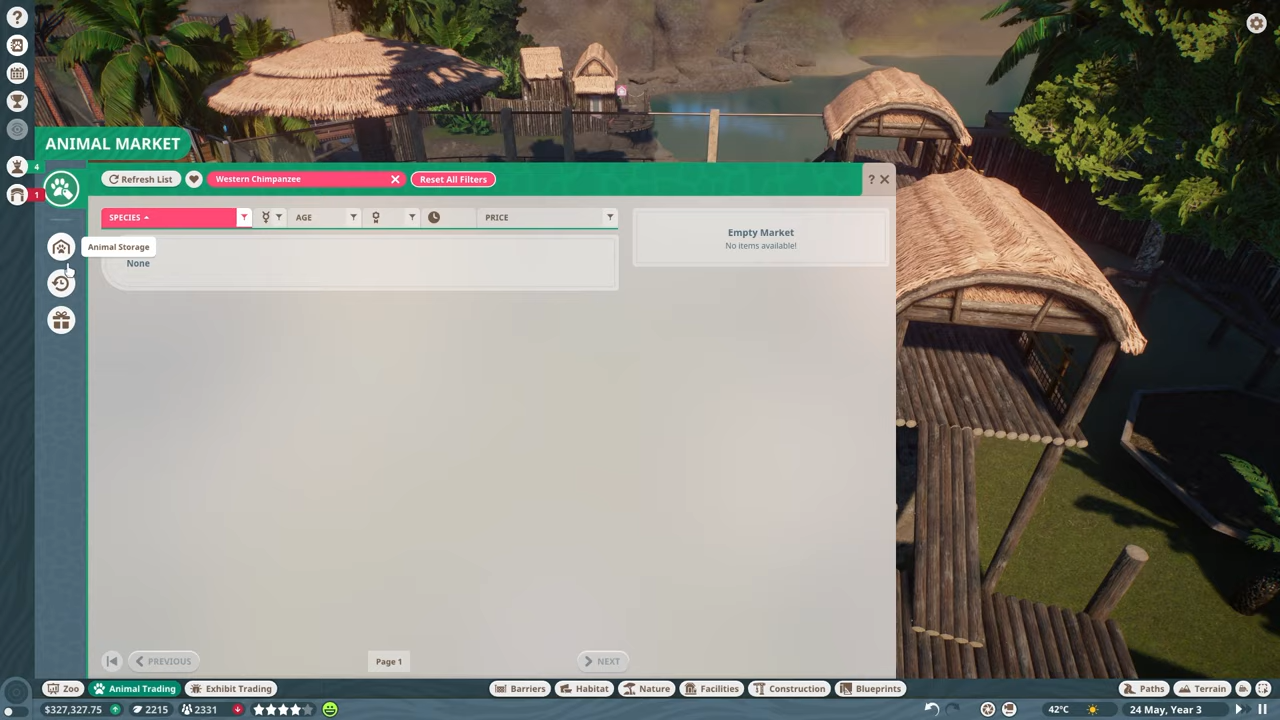 ANIMAL MARKET
4
1
Refresh List
Western Chimpanzee
Reset All Filters
?
SPECIES
AGE
PRICE
Empty Market
No items available!
Animal Storage
None
PREVIOUS
Page 1
NEXT
Zoo
Animal Trading
Exhibit Trading
Barriers
Habitat
Nature
Facilities
Construction
Blueprints
Paths
Terrain
$327,327.75
2215
2331
42°C
24 May, Year 3